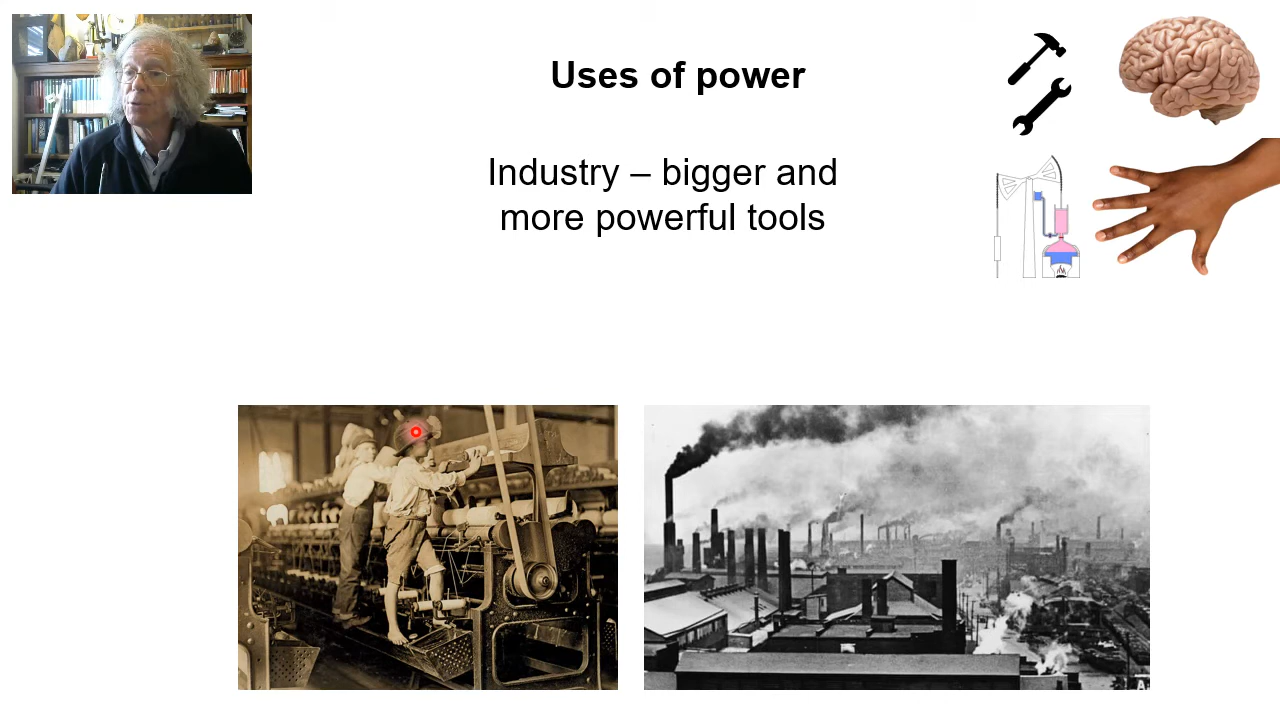 Uses of power
Industry – bigger and
more powerful tools